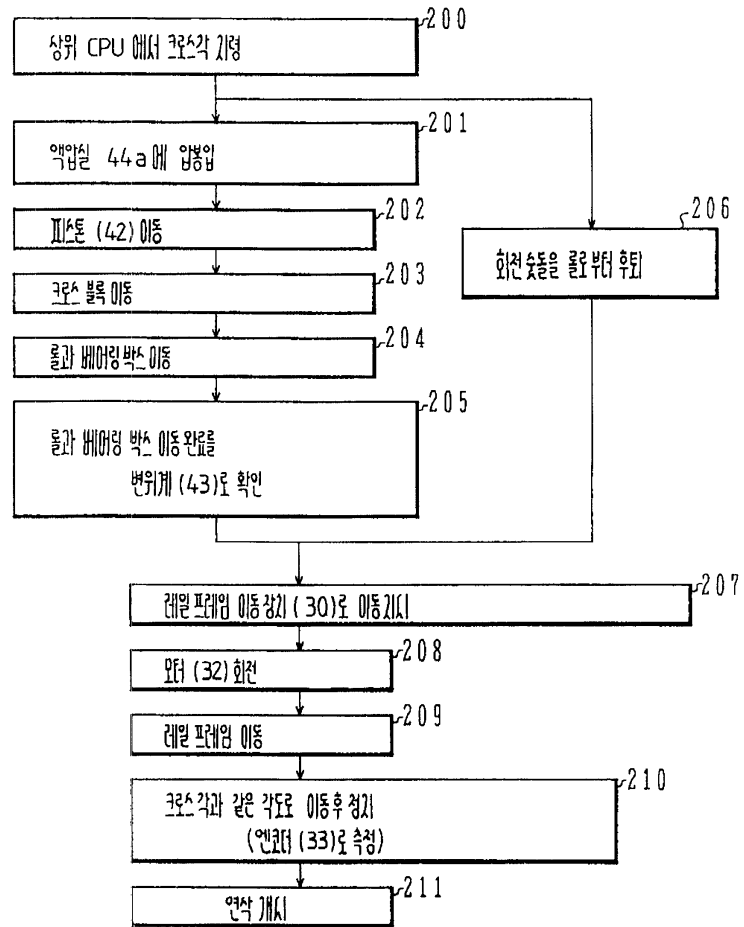 200
상위 CPU 에서 크로스각 지령
201
액압실 44a에 압봉입
202
피스톤 (42) 이동
206
회전 숫돌을 롤로부터 후퇴
203
크로스 블록 이동
204
롤과 베어링 박스 이동
205
롤과 베어링 박스 이동 완료를
변위계 (43)로 확인
207
레일 프레임 이동 장치 (30)로 이동 지시
208
모터 (32) 회전
209
레일 프레임 이동
210
크로스 각과 같은 각도로 이동후 정지
(엔코더 (33)로 측정)
211
연삭 개시